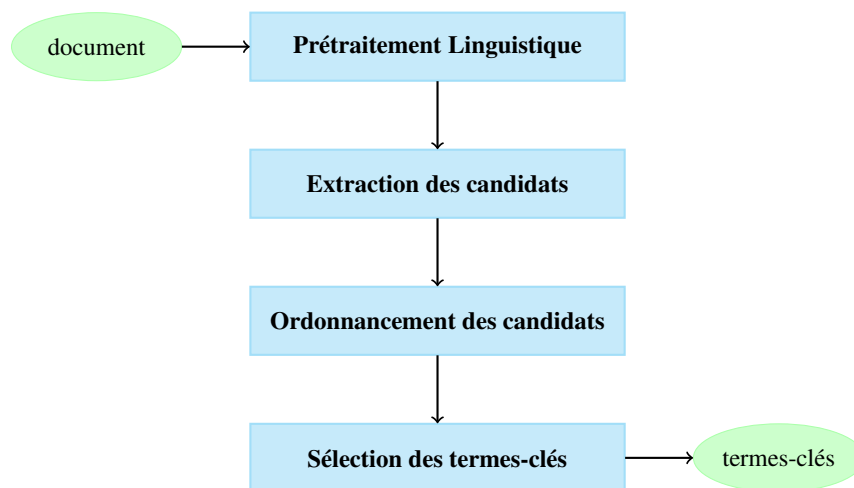 document
Prétraitement Linguistique
Extraction des candidats
Ordonnancement des candidats
Sélection des termes-clés
termes-clés